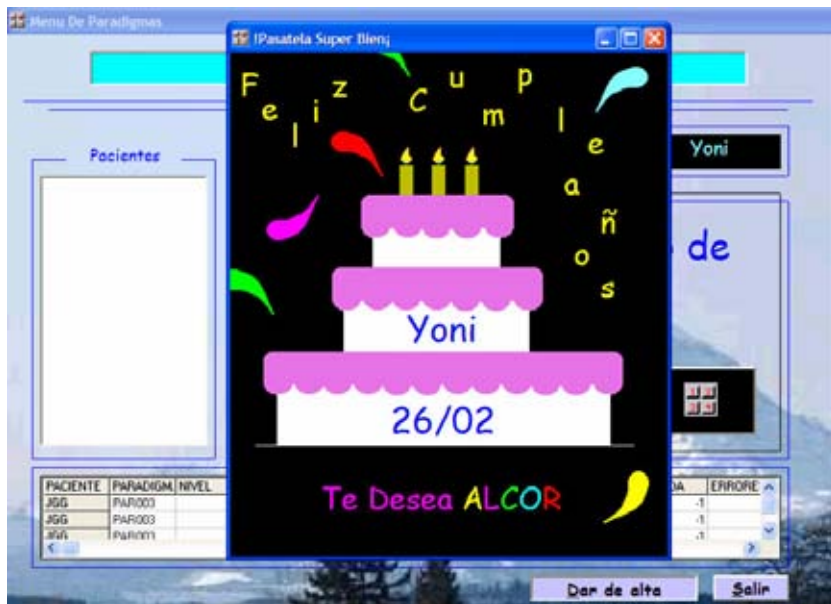 Menu De Paradigmas
!Pasatela Super Bien¡
Feliz Cumpleaños
Pacientes
Yoni
de
Yoni
26/02
Te Desea ALCOR
PACIENTE PARADIGM. NIVEL DA ERRORE
JGG PAR003 -1
JGG PAR003 -1
JGG PAR003 -1
Dar de alta Salir